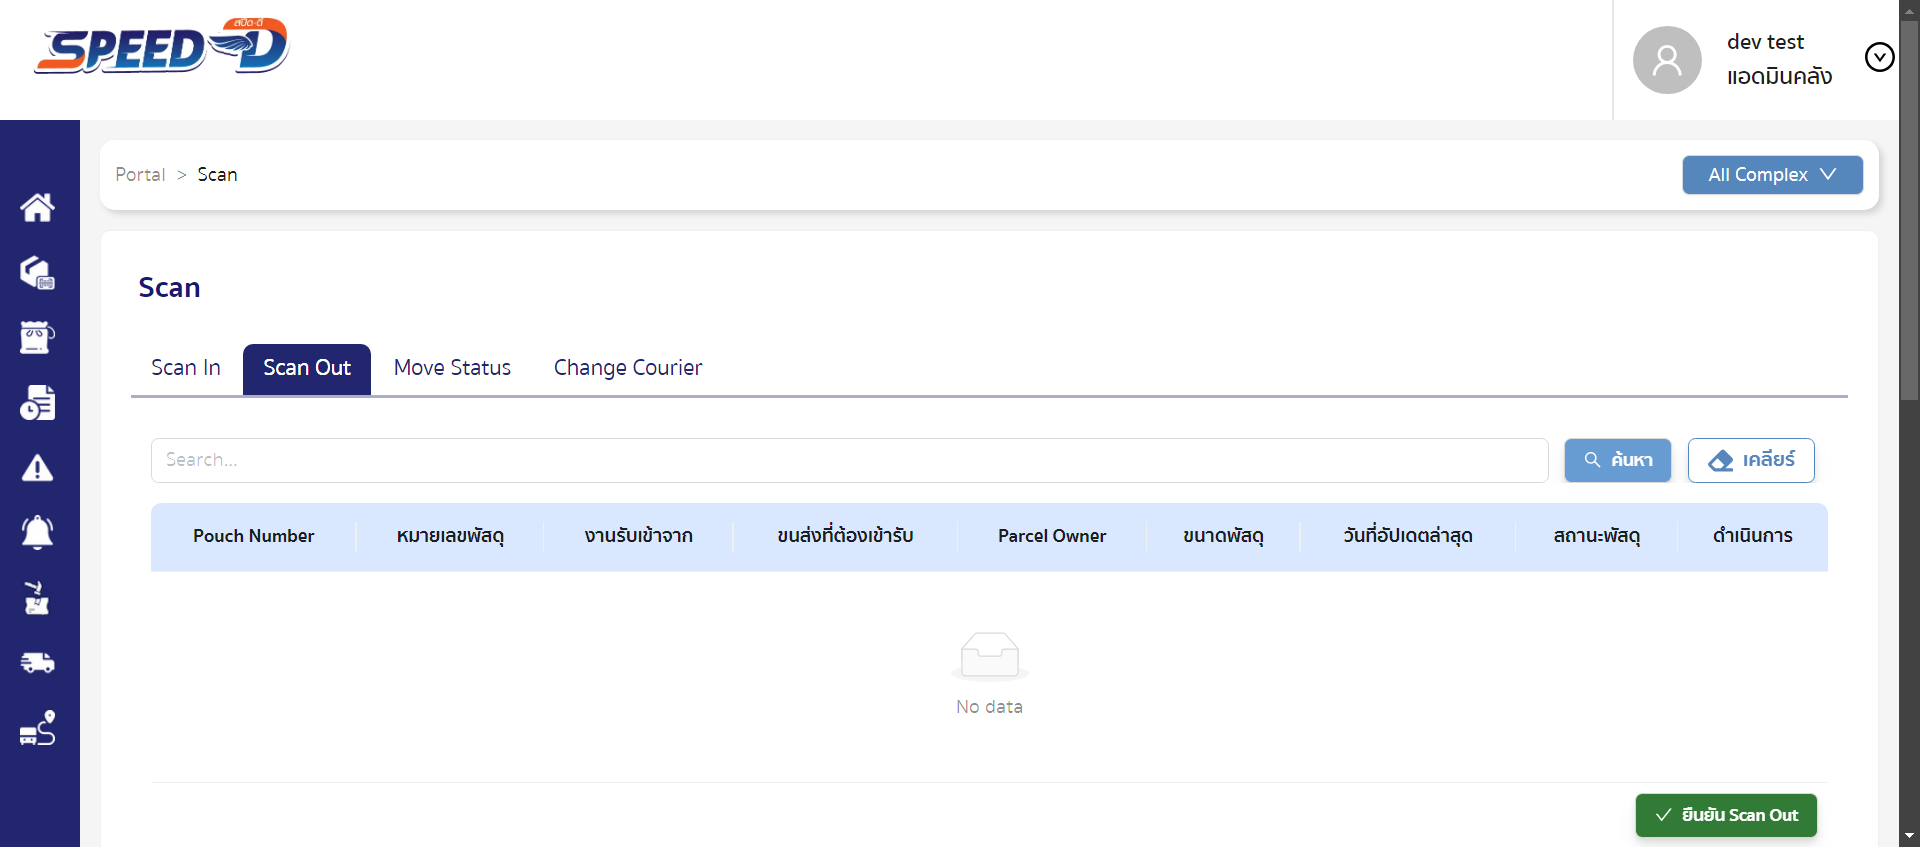 สปีด-ดี
SPEED-D
dev test
แอดมินคลัง
Portal > Scan
All Complex
Scan
Scan In
Scan Out
Move Status
Change Courier
Search...
ค้นหา
เคลียร์
Pouch Number
หมายเลขพัสดุ
งานรับเข้าจาก
ขนส่งที่ต้องเข้ารับ
Parcel Owner
ขนาดพัสดุ
วันที่อัปเดตล่าสุด
สถานะพัสดุ
ดำเนินการ
No data
ยืนยัน Scan Out